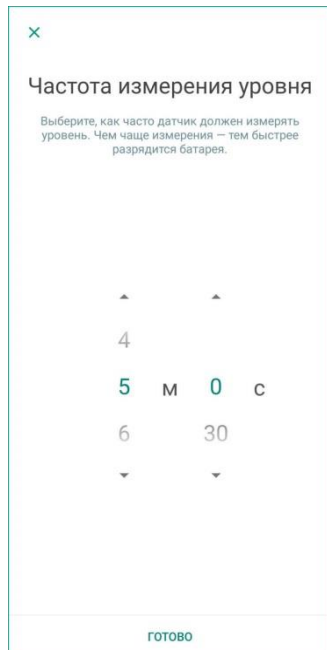 Частота измерения уровня
Выберите, как часто датчик должен измерять
уровень. Чем чаще измерения — тем быстрее
разрядится батарея.
4
5 м 0 с
6 30
ГОТОВО